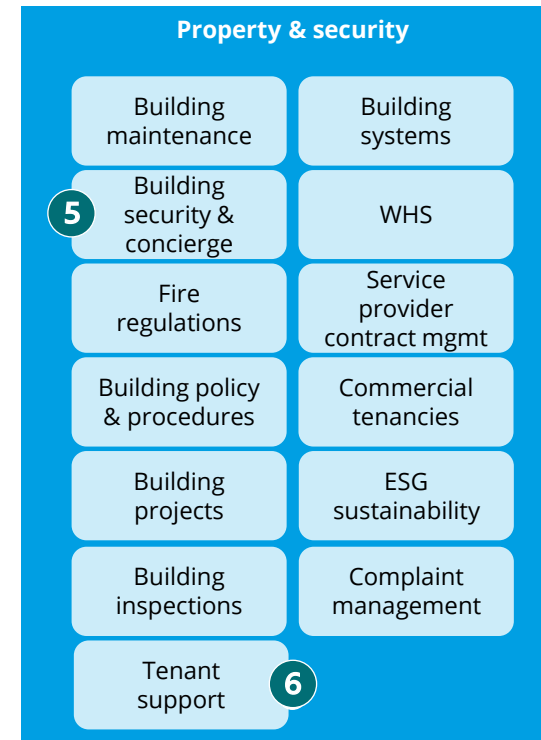 Property & security
Building
maintenance
Building
systems
5
Building
security &
concierge
WHS
Fire
regulations
Service
provider
contract mgmt
Building policy
& procedures
Commercial
tenancies
Building
projects
ESG
sustainability
Building
inspections
Complaint
management
Tenant
support
6